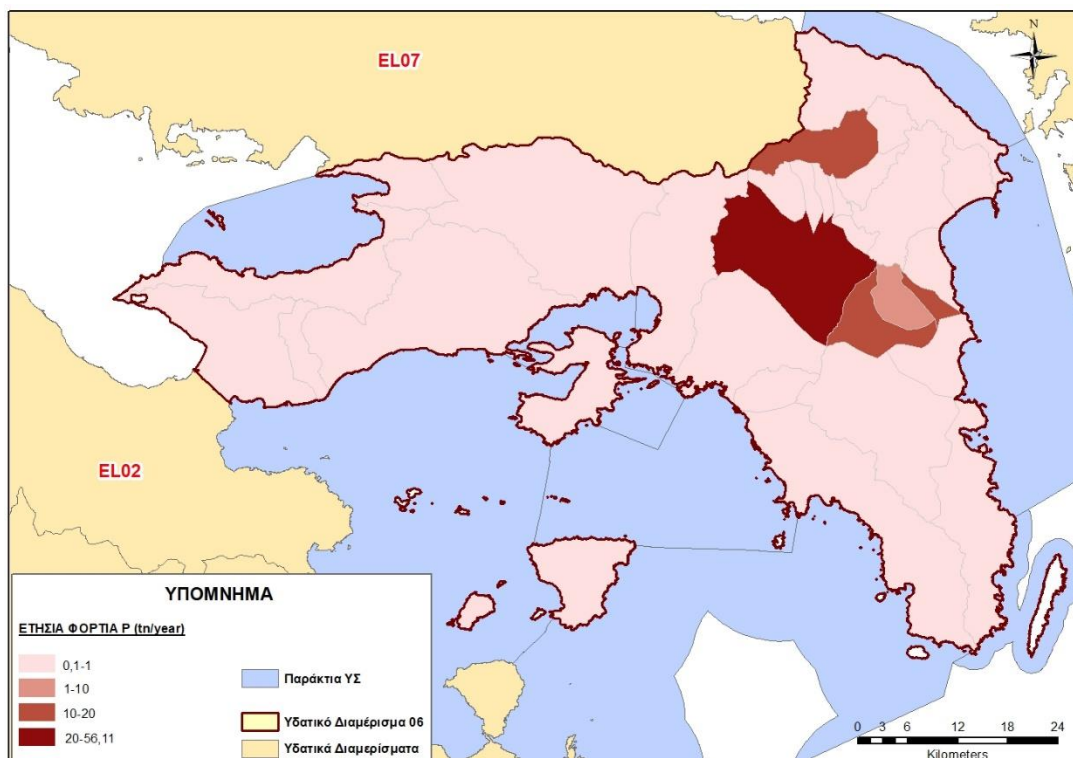 EL07
N
EL02
ΥΠΟΜΝΗΜΑ
ΕΤΗΣΙΑ ΦΟΡΤΙΑ P (tn/year)
0,1-1
1-10
10-20
20-56,11
Παράκτια ΥΣ
Υδατικό Διαμέρισμα 06
Υδατικά Διαμερίσματα
0 3 6 12 18 24
Kilometers